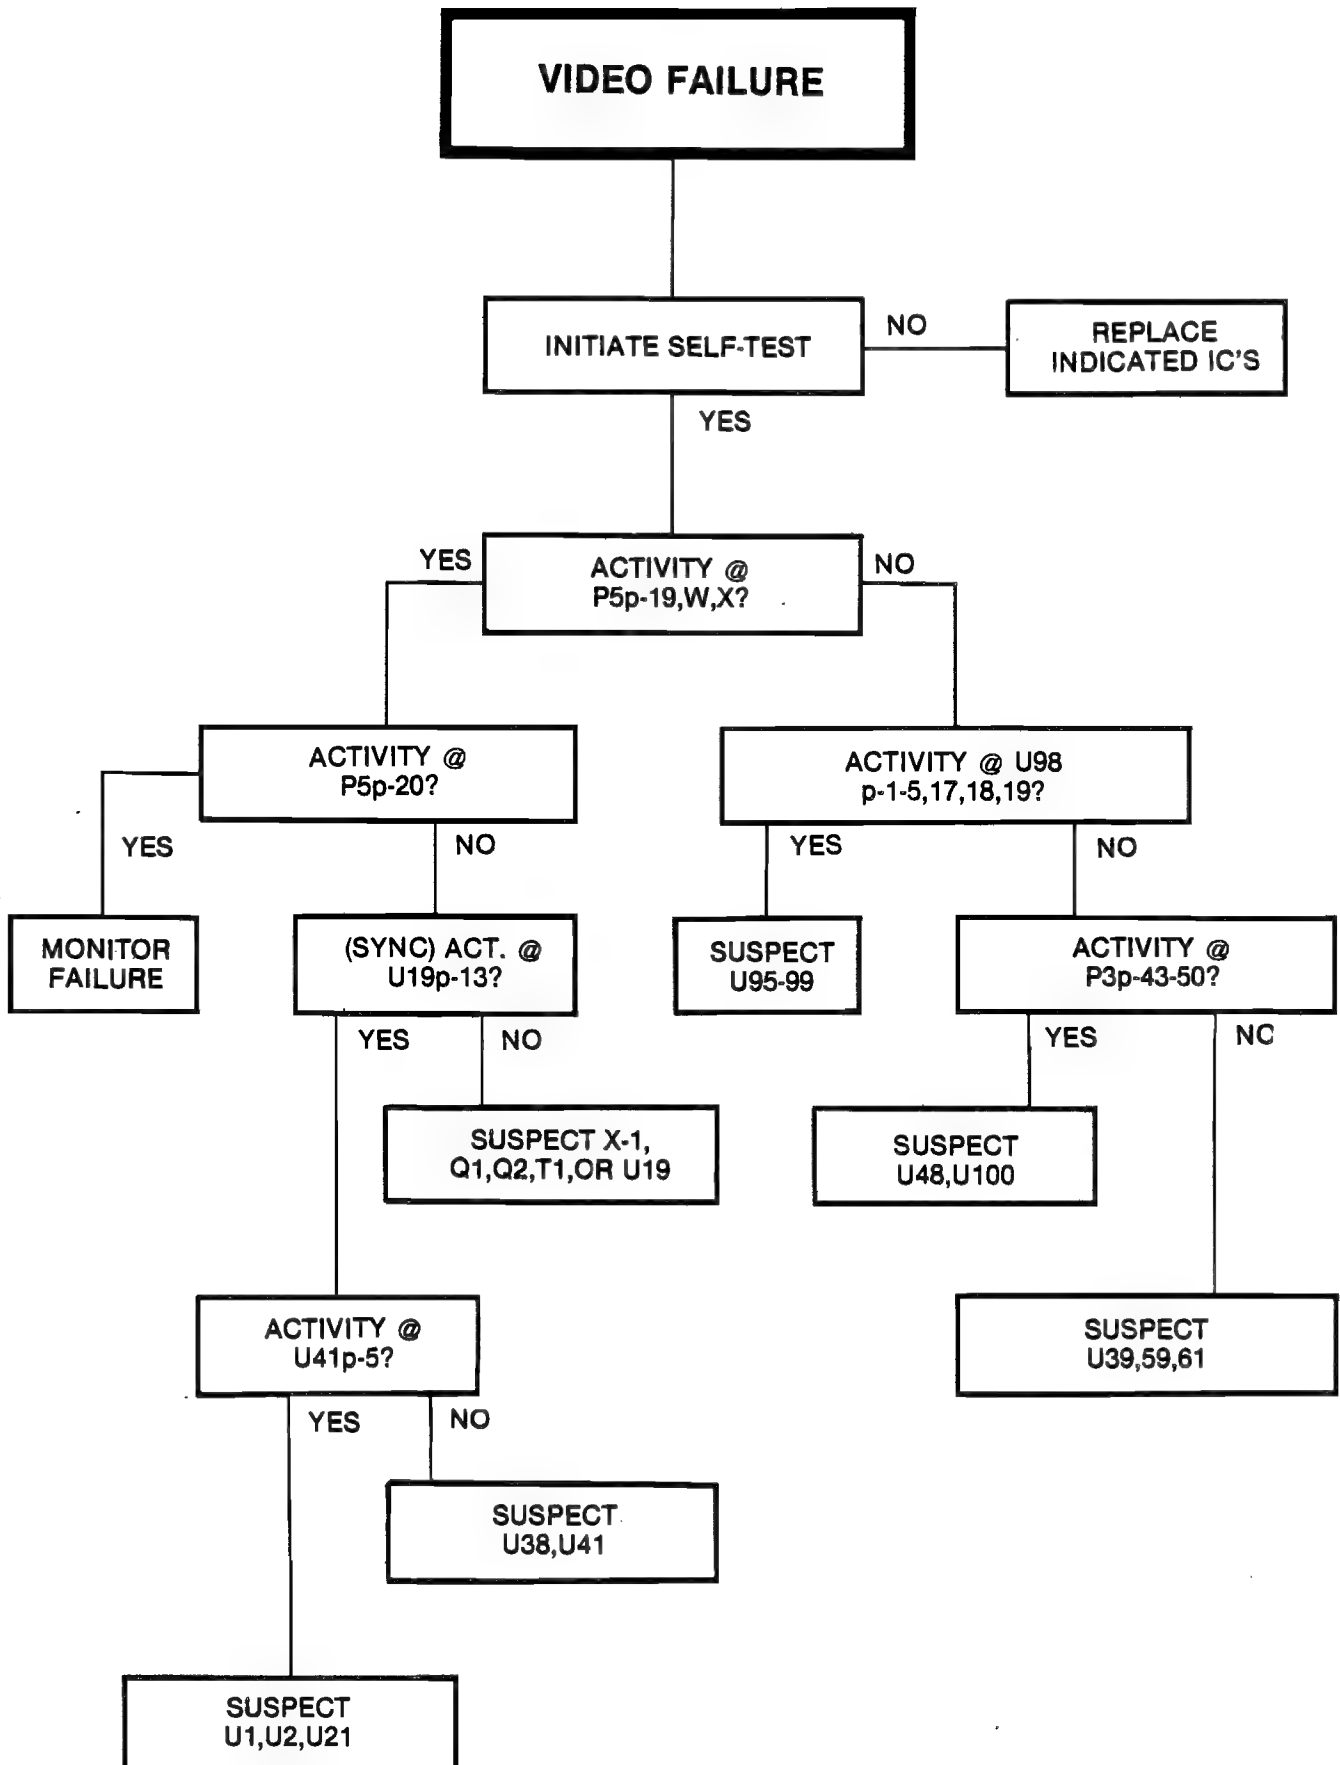 VIDEO FAILURE
INITIATE SELF-TEST
NO
REPLACE
INDICATED IC'S
YES
YES
ACTIVITY @
P5p-19,W,X?
NO
ACTIVITY @
P5p-20?
ACTIVITY @ U98
p-1-5,17,18,19?
YES
NO
YES
NO
MONITOR
FAILURE
(SYNC) ACT. @
U19p-13?
SUSPECT
U95-99
ACTIVITY @
P3p-43-50?
YES
NO
YES
NO
SUSPECT X-1,
Q1,Q2,T1,OR U19
SUSPECT
U48,U100
ACTIVITY @
U41p-5?
SUSPECT
U39,59,61
YES
NO
SUSPECT
U38,U41
SUSPECT
U1,U2,U21